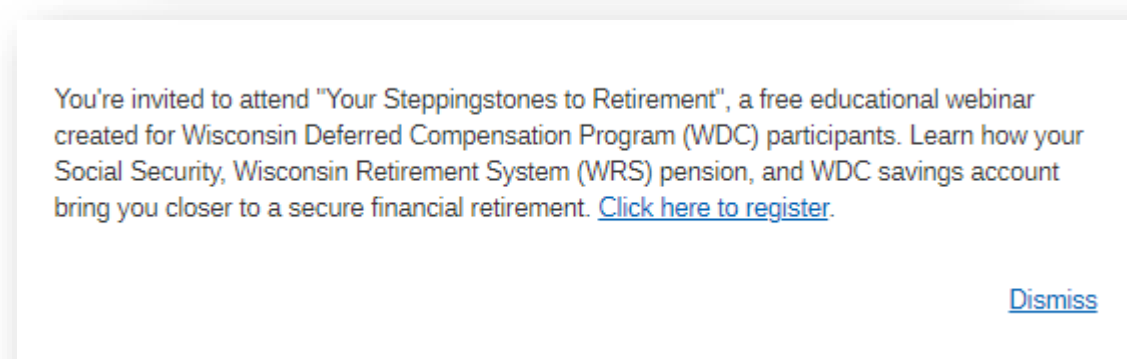 You're invited to attend "Your Steppingstones to Retirement", a free educational webinar
created for Wisconsin Deferred Compensation Program (WDC) participants. Learn how your
Social Security, Wisconsin Retirement System (WRS) pension, and WDC savings account
bring you closer to a secure financial retirement. Click here to register.
Dismiss